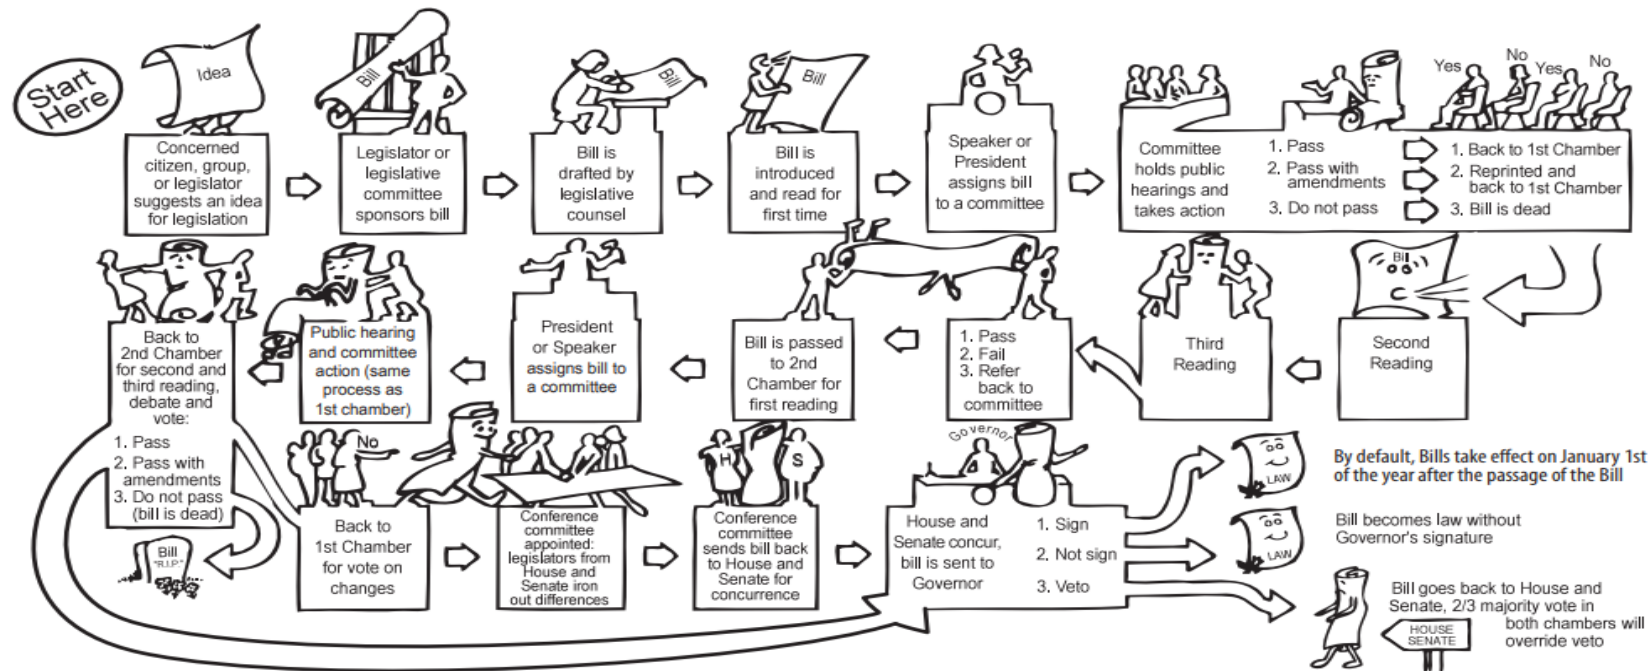 Start
Here
Idea
Concerned
citizen, group,
or legislator
suggests an idea
for legislation
Bill
Legislator or
legislative
committee
sponsors bill
Bill
Bill is
drafted by
legislative
counsel
Bill
Bill is
introduced
and read for
first time
Speaker or
President
assigns bill
to a committee
Committee
holds public
hearings and
takes action
1. Pass
2. Pass with
amendments
3. Do not pass
Yes No Yes No
1. Back to 1st Chamber
2. Reprinted and
back to 1st Chamber
3. Bill is dead
Bill
Second
Reading
Third
Reading
1. Pass
2. Fail
3. Refer
back to
committee
Bill is passed
to 2nd
Chamber for
first reading
President
or Speaker
assigns bill to
a committee
Public hearing
and committee
action (same
process as
1st chamber)
Back to
2nd Chamber
for second and
third reading,
debate and
vote:
1. Pass
2. Pass with
amendments
3. Do not pass
(bill is dead)
Bill
"R.I.P."
No
Back to
1st Chamber
for vote on
changes
Conference
committee
appointed:
legislators from
House and
Senate iron
out differences
H S
Conference
committee
sends bill back
to House and
Senate for
concurrence
Governor
House and
Senate concur,
bill is sent to
Governor
1. Sign
2. Not sign
3. Veto
LAW
By default, Bills take effect on January 1st
of the year after the passage of the Bill
LAW
Bill becomes law without
Governor's signature
Bill goes back to House and
Senate, 2/3 majority vote in
both chambers will
override veto
HOUSE
SENATE